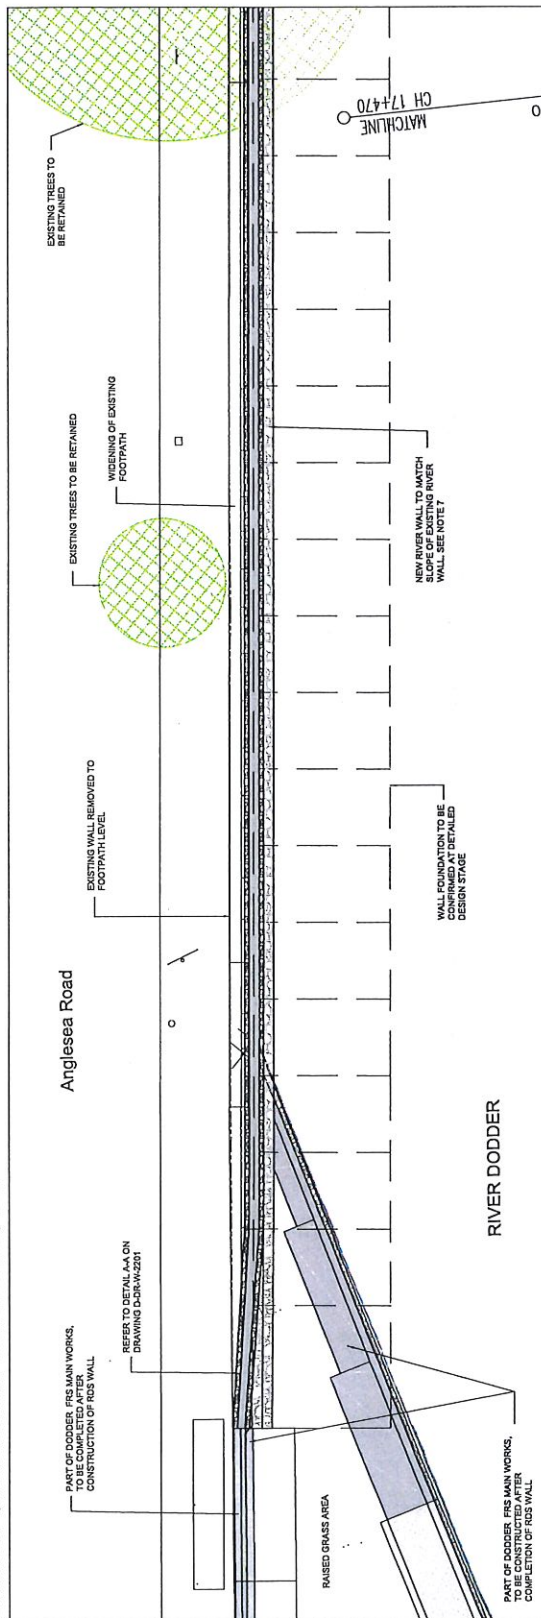 EXISTING TREES TO
BE RETAINED
MATCHLINE
CH 17+470
0
EXISTING TREES TO BE RETAINED
WIDENING OF EXISTING
FOOTPATH
NEW RIVER WALL TO MATCH
SLOPE OF EXISTING RIVER
WALL, SEE NOTE 7
EXISTING WALL REMOVED TO
FOOTPATH LEVEL
WALL FOUNDATION TO BE
CONFIRMED AT DETAILED
DESIGN STAGE
Anglesea Road
RIVER DODDER
REFER TO DETAIL A-A ON
DRAWING D-DR-W-2201
PART OF DODDER FRS MAIN WORKS,
TO BE COMPLETED AFTER
CONSTRUCTION OF RDS WALL
RAISED GRASS AREA
PART OF DODDER FRS MAIN WORKS,
TO BE CONSTRUCTED AFTER
COMPLETION OF RDS WALL